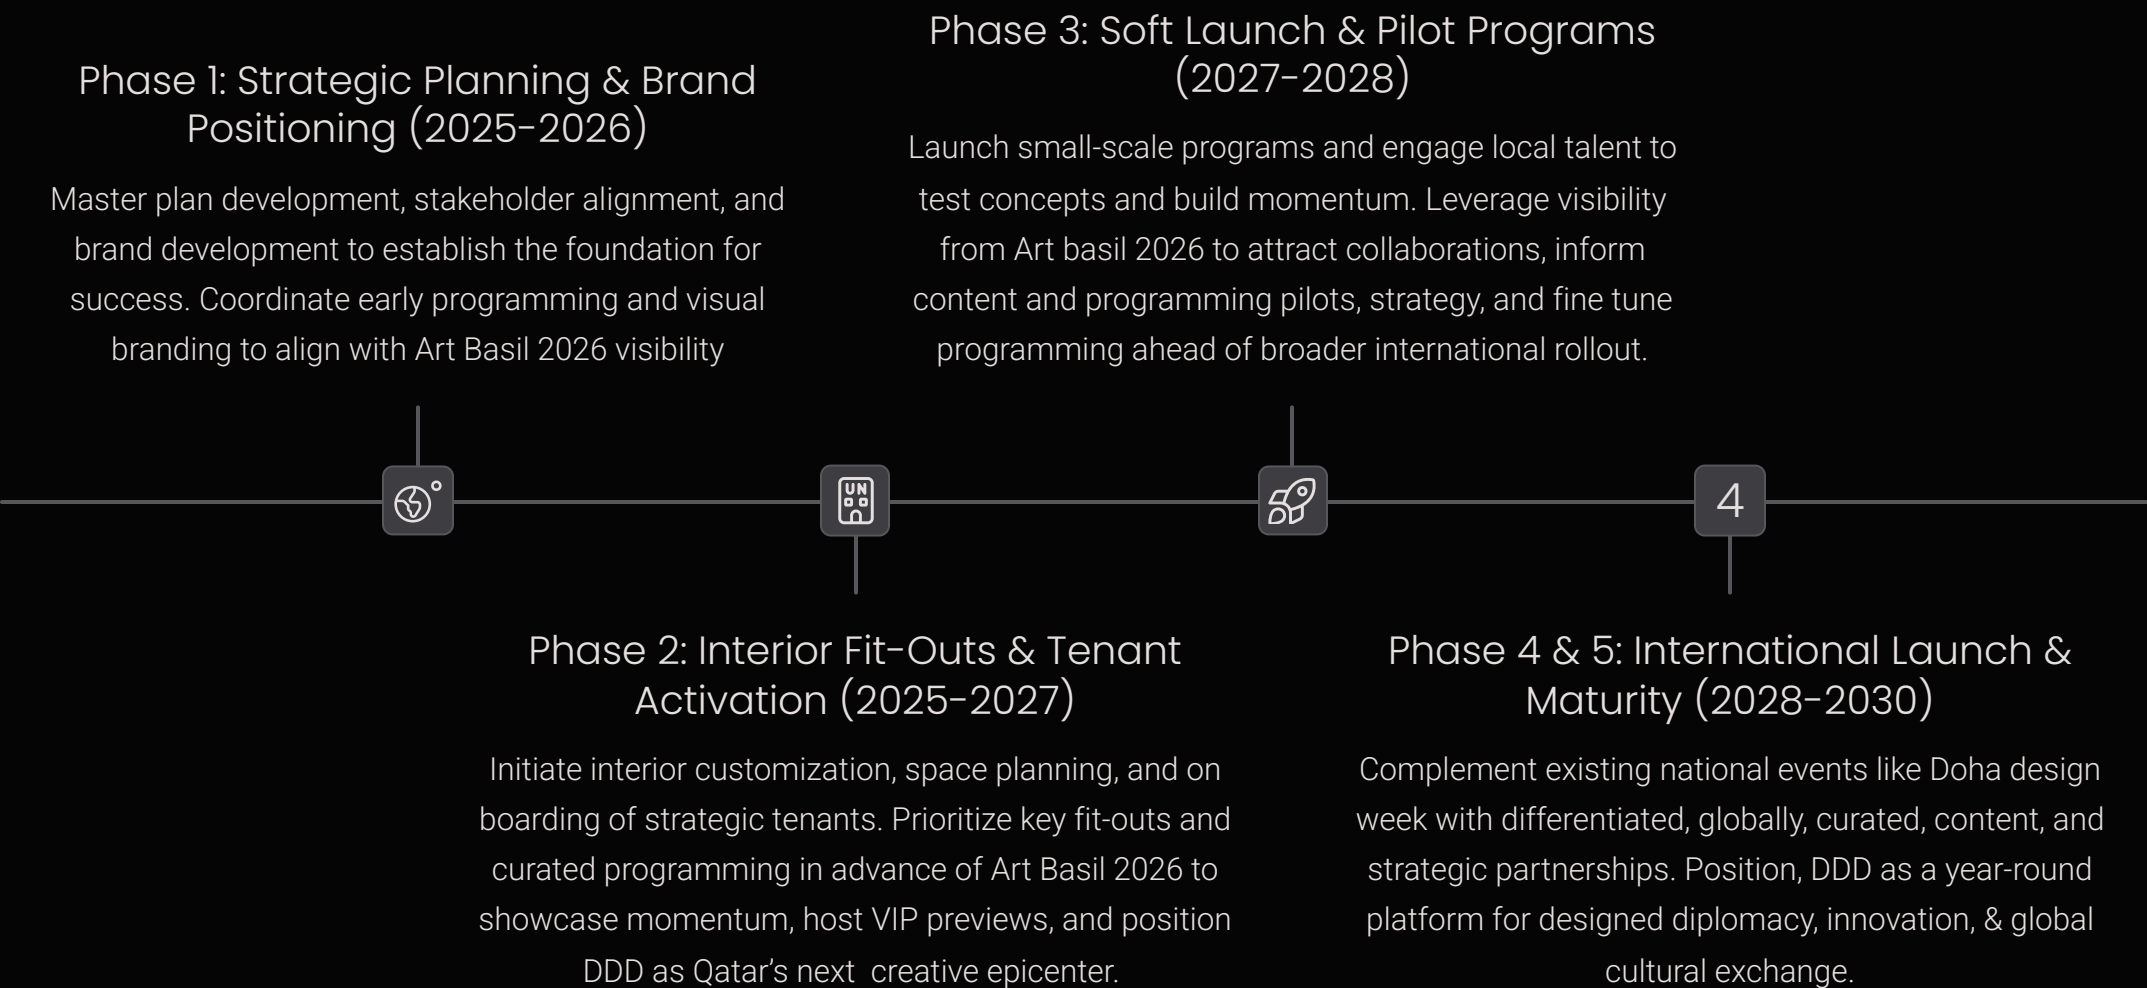 Phase 1: Strategic Planning & Brand
Positioning (2025-2026)
Master plan development, stakeholder alignment, and
brand development to establish the foundation for
success. Coordinate early programming and visual
branding to align with Art Basil 2026 visibility
Phase 3: Soft Launch & Pilot Programs
(2027-2028)
Launch small-scale programs and engage local talent to
test concepts and build momentum. Leverage visibility
from Art basil 2026 to attract collaborations, inform
content and programming pilots, strategy, and fine tune
programming ahead of broader international rollout.
UN
4
Phase 2: Interior Fit-Outs & Tenant
Activation (2025-2027)
Initiate interior customization, space planning, and on
boarding of strategic tenants. Prioritize key fit-outs and
curated programming in advance of Art Basil 2026 to
showcase momentum, host VIP previews, and position
DDD as Qatar’s next  creative epicenter.
Phase 4 & 5: International Launch &
Maturity (2028-2030)
Complement existing national events like Doha design
week with differentiated, globally, curated, content, and
strategic partnerships. Position, DDD as a year-round
platform for designed diplomacy, innovation, & global
cultural exchange.